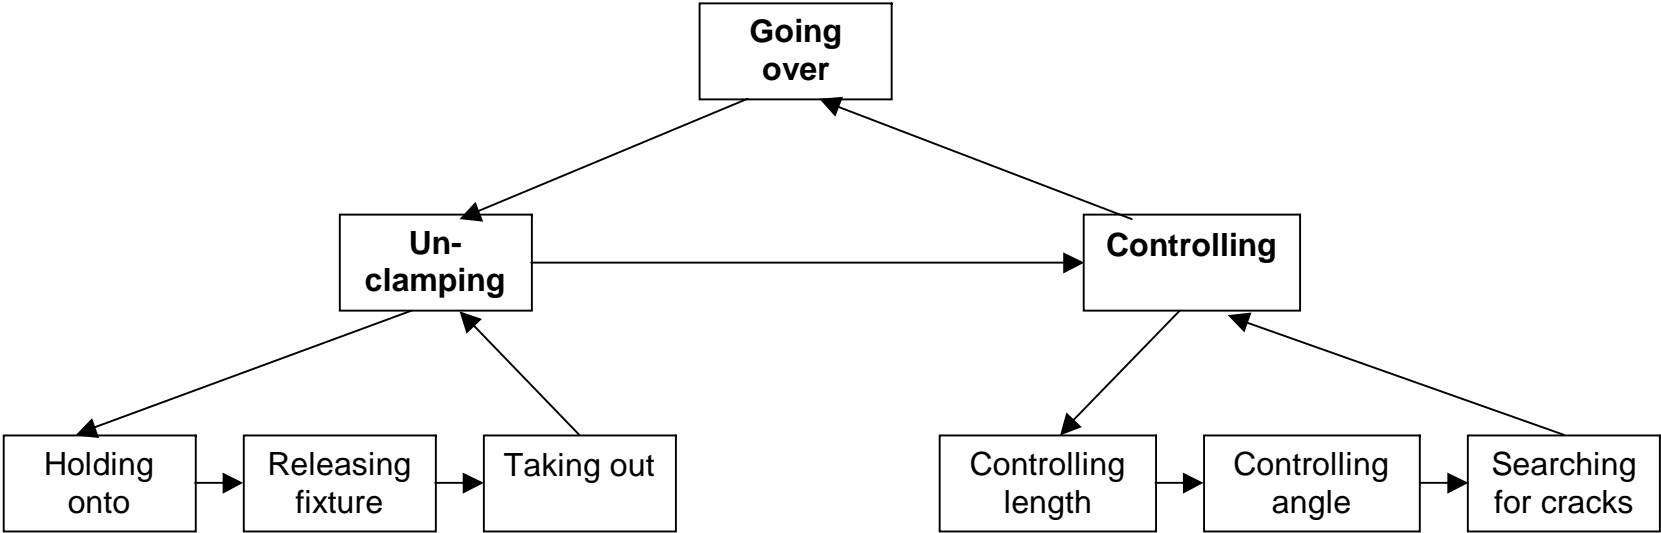 Going
over
Un-
clamping
Controlling
Holding
onto
Releasing
fixture
Taking out
Controlling
length
Controlling
angle
Searching
for cracks